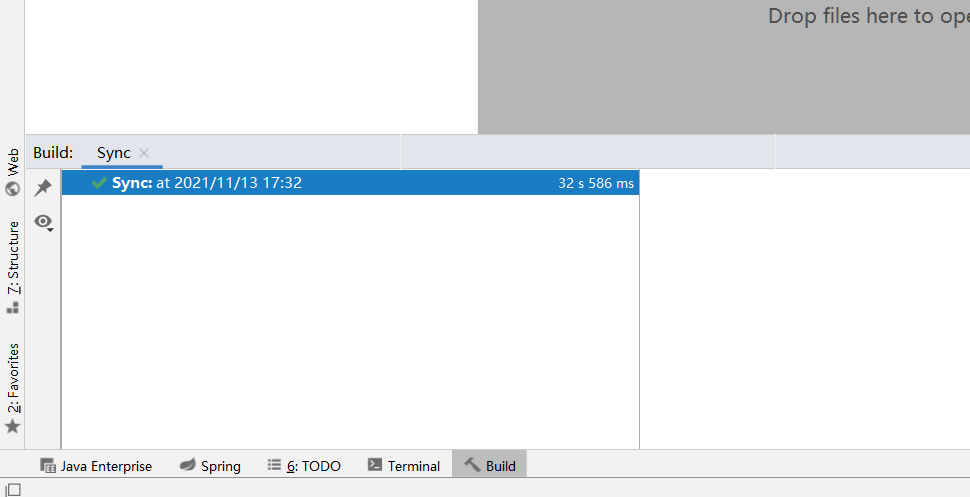 Drop files here to ope
Build: Sync
Sync: at 2021/11/13 17:32 32 s 586 ms
Web
7: Structure
2: Favorites
Java Enterprise Spring 6: TODO Terminal Build